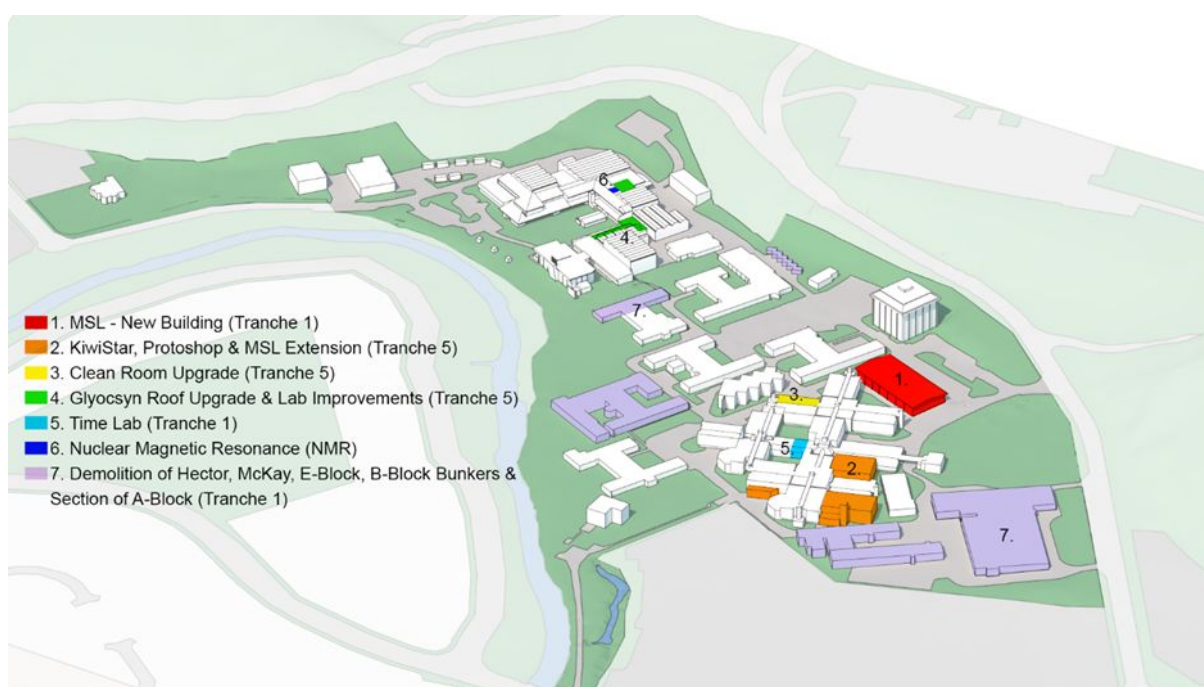 6.
4.
7.
1. MSL - New Building (Tranche 1)
2. KiwiStar, Protoshop & MSL Extension (Tranche 5)
3. Clean Room Upgrade (Tranche 5)
4. Glyocsyn Roof Upgrade & Lab Improvements (Tranche 5)
5. Time Lab (Tranche 1)
6. Nuclear Magnetic Resonance (NMR)
7. Demolition of Hector, McKay, E-Block, B-Block Bunkers &
Section of A-Block (Tranche 1)
1.
3.
5.
2.
7.